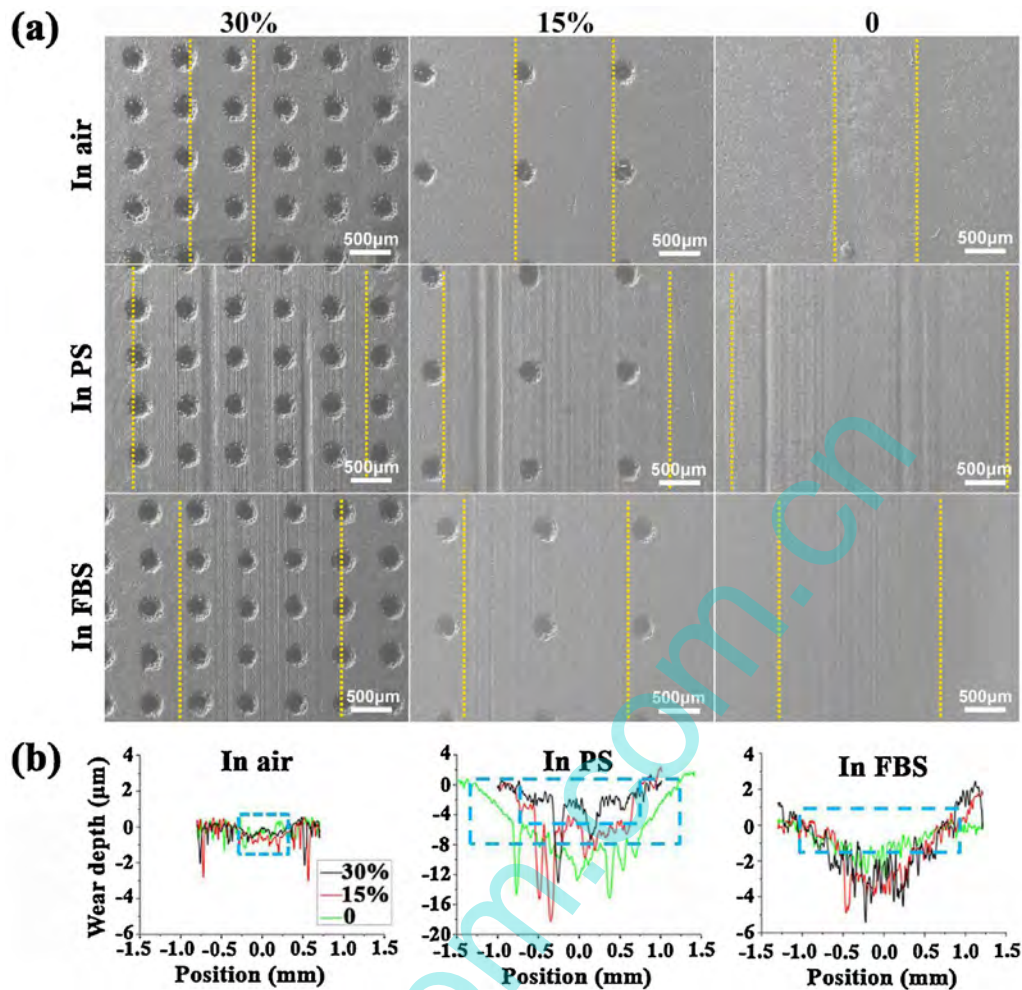 (a)
30% 15% 0
In air
500μm 500μm 500μm
In PS
500μm 500μm 500μm
In FBS
500μm 500μm 500μm
(b)
In air In PS In FBS
Wear depth (μm)
4 4 4
2 0 2
0 -4 0
-2 -8 -2
-4 -12 -4
-6 -16 -6
-20
30%
15%
0
-1.5 -1.0 -0.5 0.0 0.5 1.0 1.5 -1.5 -1.0 -0.5 0.0 0.5 1.0 1.5 -1.5 -1.0 -0.5 0.0 0.5 1.0 1.5
Position (mm) Position (mm) Position (mm)
.com.cn